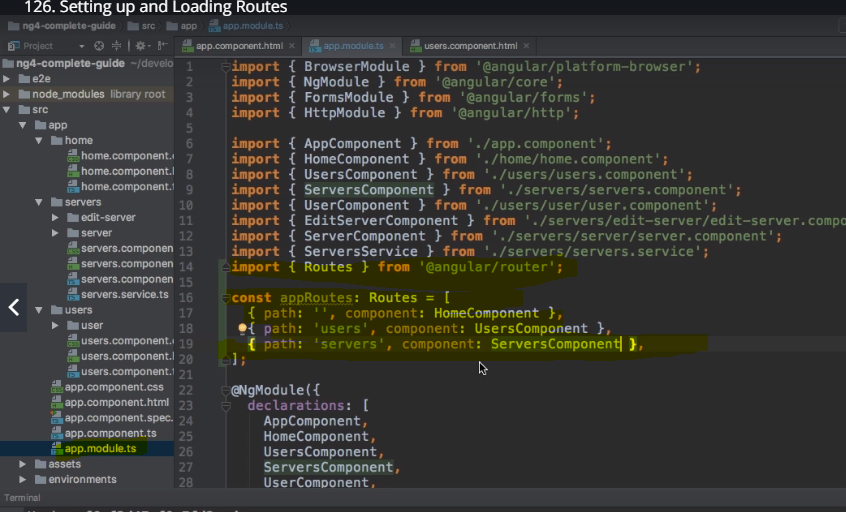 126. Setting up and Loading Routes
ng4-complete-guide src app app.module.ts
Project app.component.html × app.module.ts × users.component.html ×
ng4-complete-guide ~/develo
e2e
node_modules library root
src
app
home
home.component.
home.component.
home.component.
servers
edit-server
server
servers.componen
servers.componen
servers.componen
servers.service.ts
users
user
users.component.
users.component.
users.component.
app.component.css
app.component.html
app.component.spec.
app.component.ts
app.module.ts
assets
environments
1 import { BrowserModule } from '@angular/platform-browser';
2 import { NgModule } from '@angular/core';
3 import { FormsModule } from '@angular/forms';
4 import { HttpModule } from '@angular/http';
5
6 import { AppComponent } from './app.component';
7 import { HomeComponent } from './home/home.component';
8 import { UsersComponent } from './users/users.component';
9 import { ServersComponent } from './servers/servers.component';
10 import { UserComponent } from './users/user/user.component';
11 import { EditServerComponent } from './servers/edit-server/edit-server.compo
12 import { ServerComponent } from './servers/server/server.component';
13 import { ServersService } from './servers/servers.service';
14 import { Routes } from '@angular/router';
15
16 const appRoutes: Routes = [
17 { path: '', component: HomeComponent },
18 { path: 'users', component: UsersComponent },
19 { path: 'servers', component: ServersComponent },
20 ];
21
22 @NgModule({
23 declarations: [
24 AppComponent,
25 HomeComponent,
26 UsersComponent,
27 ServersComponent,
28 UserComponent,
Terminal